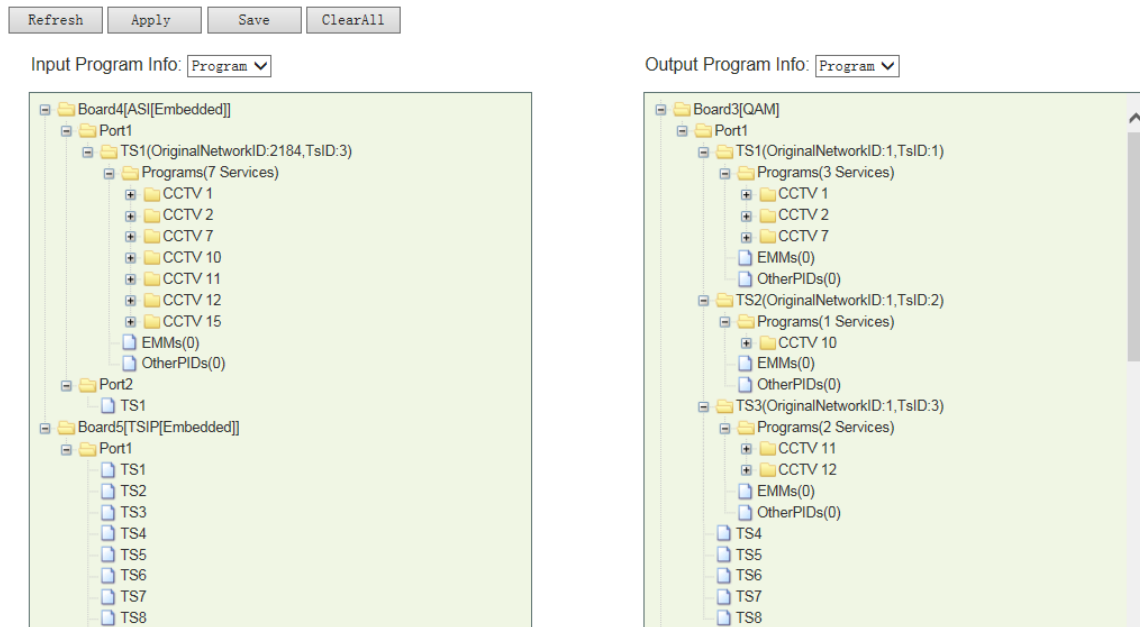 Refresh Apply Save ClearAll
Input Program Info: Program
Board4[ASI[Embedded]]
Port1
TS1(OriginalNetworkID:2184,TsID:3)
Programs(7 Services)
CCTV 1
CCTV 2
CCTV 7
CCTV 10
CCTV 11
CCTV 12
CCTV 15
EMMs(0)
OtherPIDs(0)
Port2
TS1
Board5[TSIP[Embedded]]
Port1
TS1
TS2
TS3
TS4
TS5
TS6
TS7
TS8
Output Program Info: Program
Board3[QAM]
Port1
TS1(OriginalNetworkID:1,TsID:1)
Programs(3 Services)
CCTV 1
CCTV 2
CCTV 7
EMMs(0)
OtherPIDs(0)
TS2(OriginalNetworkID:1,TsID:2)
Programs(1 Services)
CCTV 10
EMMs(0)
OtherPIDs(0)
TS3(OriginalNetworkID:1,TsID:3)
Programs(2 Services)
CCTV 11
CCTV 12
EMMs(0)
OtherPIDs(0)
TS4
TS5
TS6
TS7
TS8